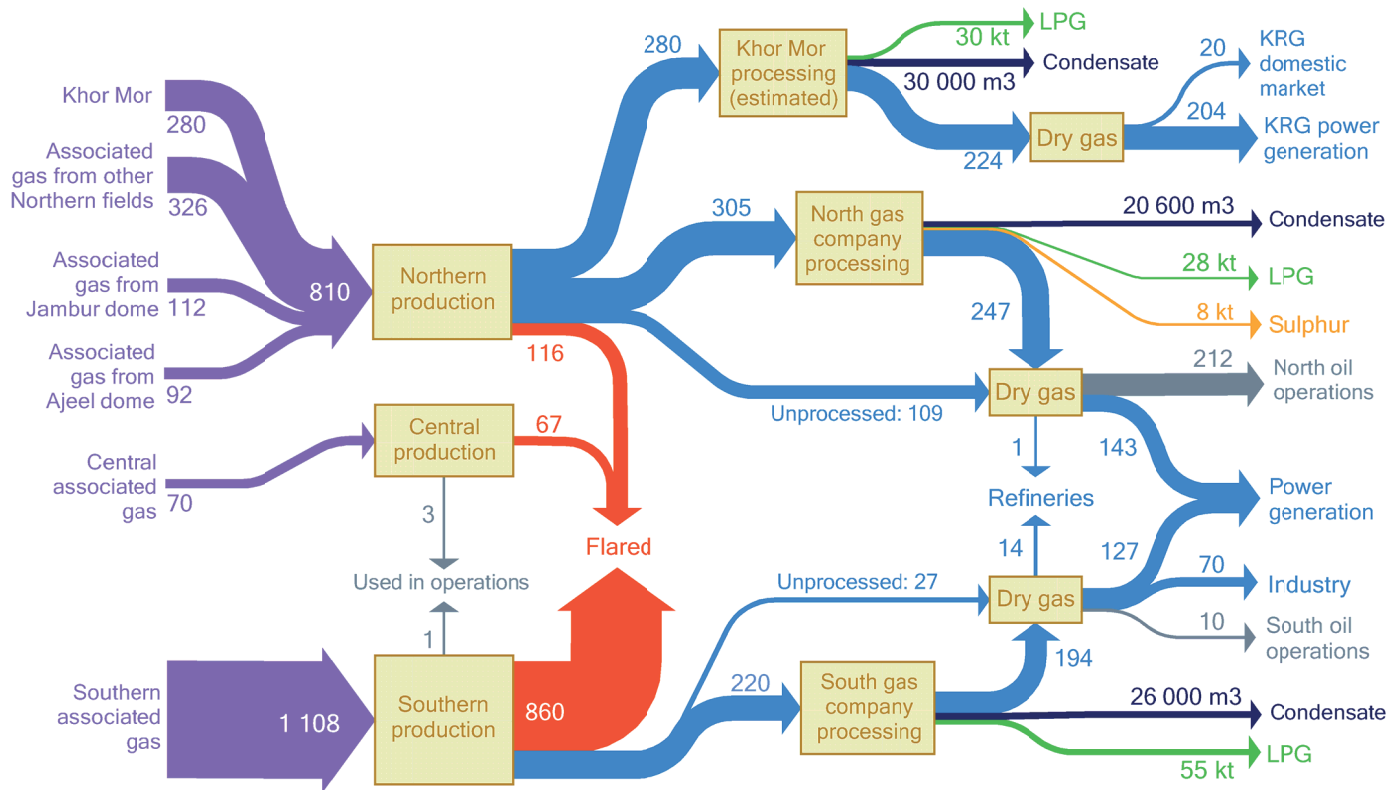 Khor Mor
280
Associated
gas from other
Northern fields
326
Associated
gas from
Jambur dome
112
Associated
gas from
Ajeel dome
92
810
Northern
production
280
Khor Mor
processing
(estimated)
30 kt
LPG
30 000 m3
Condensate
224
Dry gas
20
KRG
domestic
market
204
KRG power
generation
305
North gas
company
processing
20 600 m3
Condensate
28 kt
LPG
8 kt
Sulphur
247
116
Unprocessed: 109
Dry gas
212
North oil
operations
1
143
Refineries
Power
generation
Central
associated
gas
70
Central
production
67
3
Flared
Used in operations
1
Southern
associated
gas
1 108
Southern
production
860
Unprocessed: 27
14
127
Dry gas
70
Industry
10
South oil
operations
194
220
South gas
company
processing
26 000 m3
Condensate
55 kt
LPG